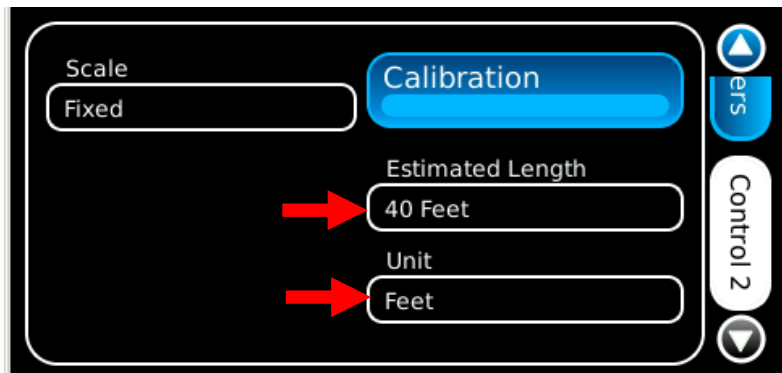 Scale
Fixed
Calibration
Estimated Length
40 Feet
Unit
Feet
ers
Control 2